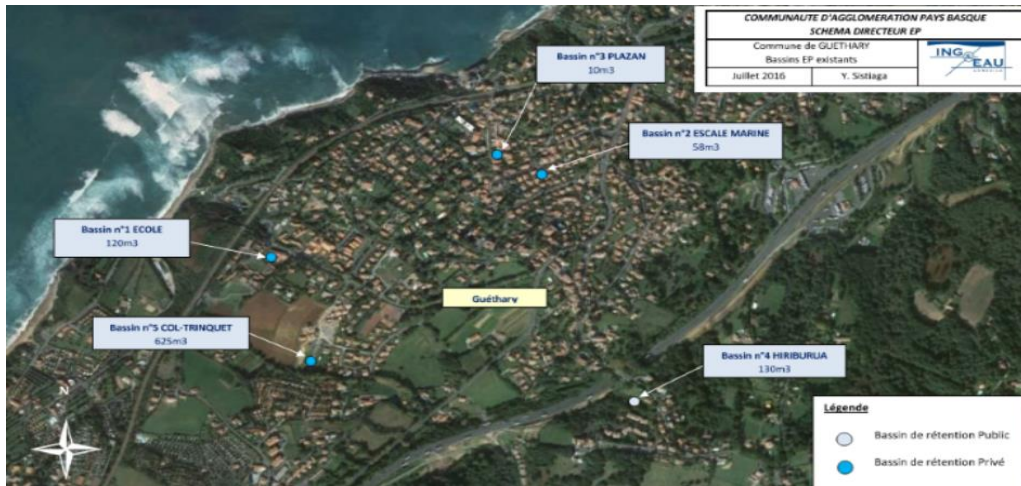 COMMUNAUTE D'AGGLOMERATION PAYS BASQUE
SCHEMA DIRECTEUR EP
Commune de GUETHARY
Bassins EP existants
Juillet 2016
Y. Sistiaga
ING EAU
Bassin n°3 PLAZAN
10m3
Bassin n°2 ESCALE MARINE
58m3
Bassin n°1 ECOLE
120m3
Guéthary
Bassin n°5 COL-TRINQUET
625m3
Bassin n°4 HIRIBURUA
130m3
Légende
Bassin de rétention Public
Bassin de rétention Privé